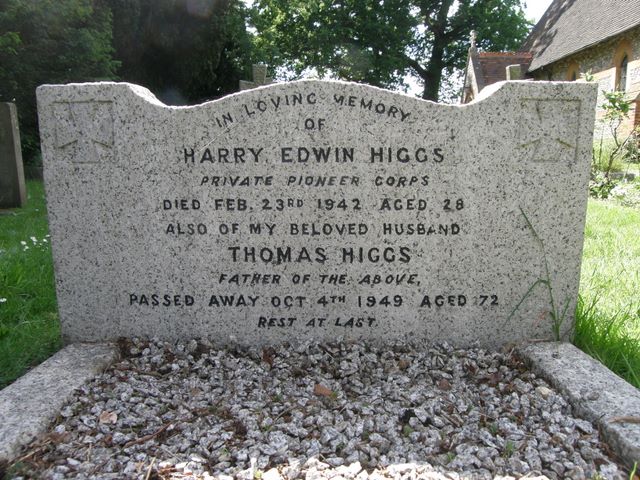 IN LOVING MEMORY
OF
HARRY EDWIN HIGGS
PRIVATE PIONEER CORPS
DIED FEB. 23RD 1942 AGED 28
ALSO OF MY BELOVED HUSBAND
THOMAS HIGGS
FATHER OF THE ABOVE,
PASSED AWAY OCT 4TH 1949 AGED 72
REST AT LAST.